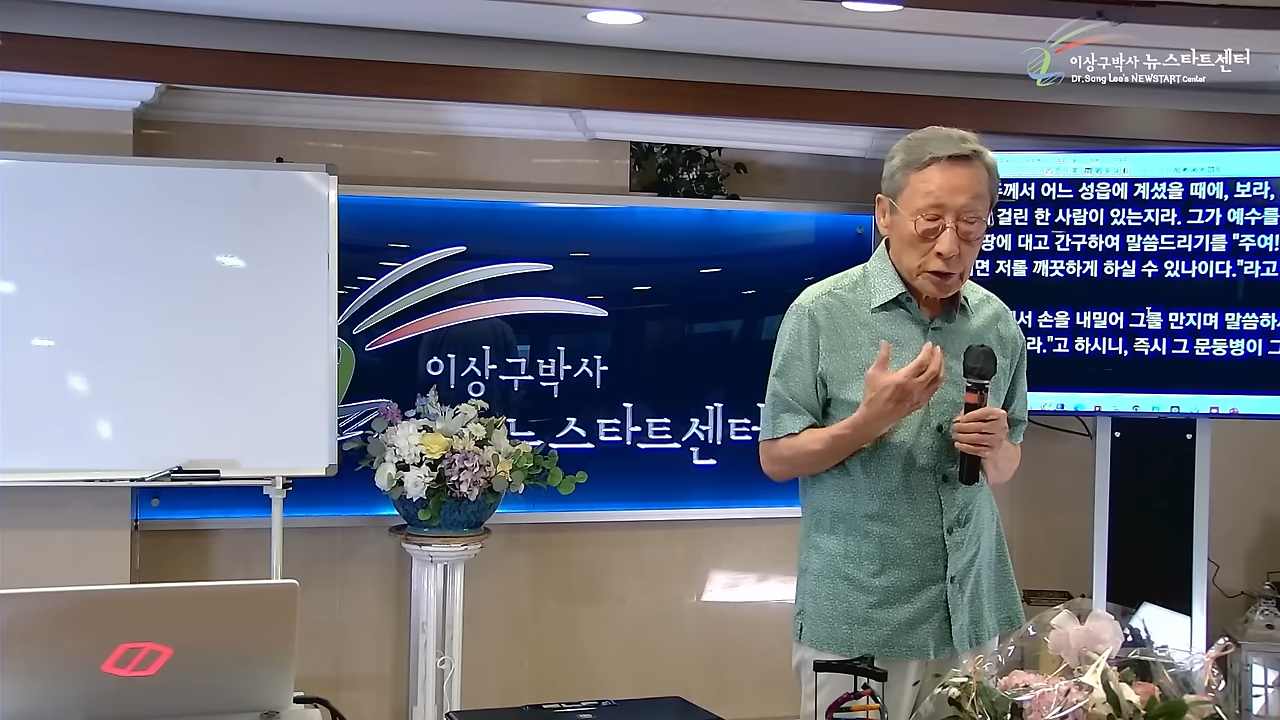 이상구박사 뉴스타트센터
Dr.Sang Lee's NEWSTART Center
께서 어느 성읍에 계셨을 때에, 보라,
걸린 한 사람이 있는지라. 그가 예수를
땅에 대고 간구하여 말씀드리기를 "주여!
면 저를 깨끗하게 하실 수 있나이다."라고
서 손을 내밀어 그를 만지며 말씀하
라."고 하시니, 즉시 그 문둥병이 그
이상구박사
뉴스타트센터